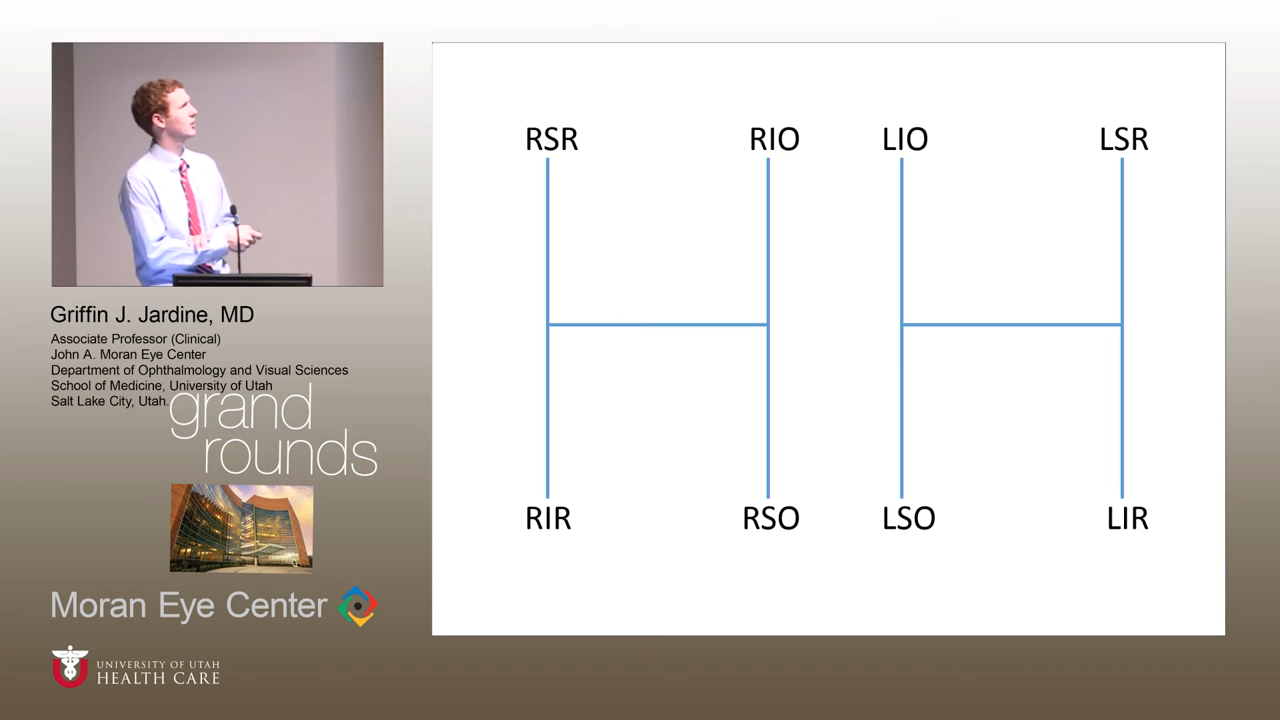 Griffin J. Jardine, MD
Associate Professor (Clinical)
John A. Moran Eye Center
Department of Ophthalmology and Visual Sciences
School of Medicine, University of Utah
Salt Lake City, Utah.
grand
rounds
Moran Eye Center
UNIVERSITY OF UTAH
HEALTH CARE
RSR RIO LIO LSR
RIR RSO LSO LIR